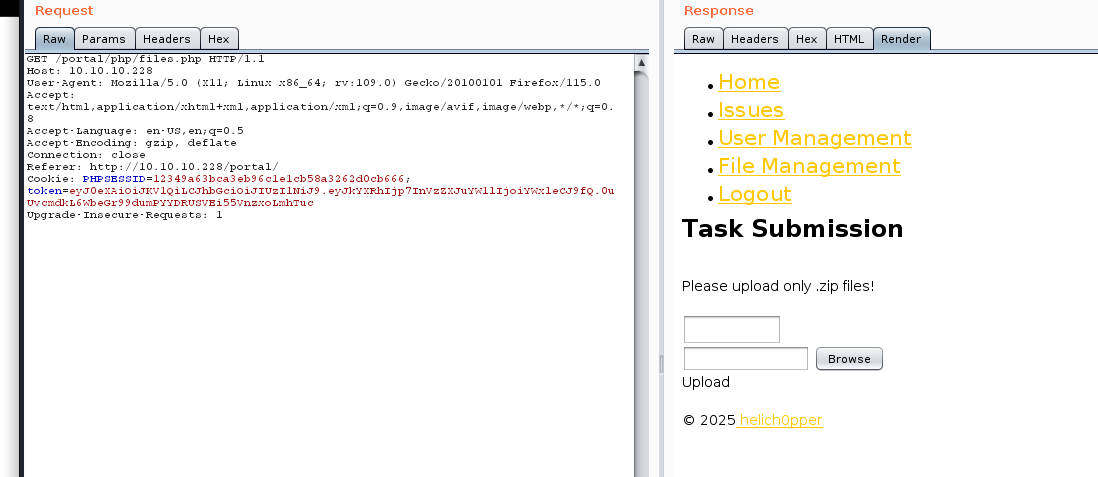 Request
Raw Params Headers Hex
GET /portal/php/files.php HTTP/1.1
Host: 10.10.10.228
User-Agent: Mozilla/5.0 (X11; Linux x86_64; rv:109.0) Gecko/20100101 Firefox/115.0
Accept:
text/html,application/xhtml+xml,application/xml;q=0.9,image/avif,image/webp,*/*;q=0.
8
Accept-Language: en-US,en;q=0.5
Accept-Encoding: gzip, deflate
Connection: close
Referer: http://10.10.10.228/portal/
Cookie: PHPSESSID=12349a63bca3eb96c1e1cb58a3262d0cb666;
Upgrade-Insecure-Requests: 1
Response
Raw Headers Hex HTML Render
Home
Issues
User Management
File Management
Logout
Task Submission
Please upload only .zip files!
Browse
Upload
© 2025 helich0pper